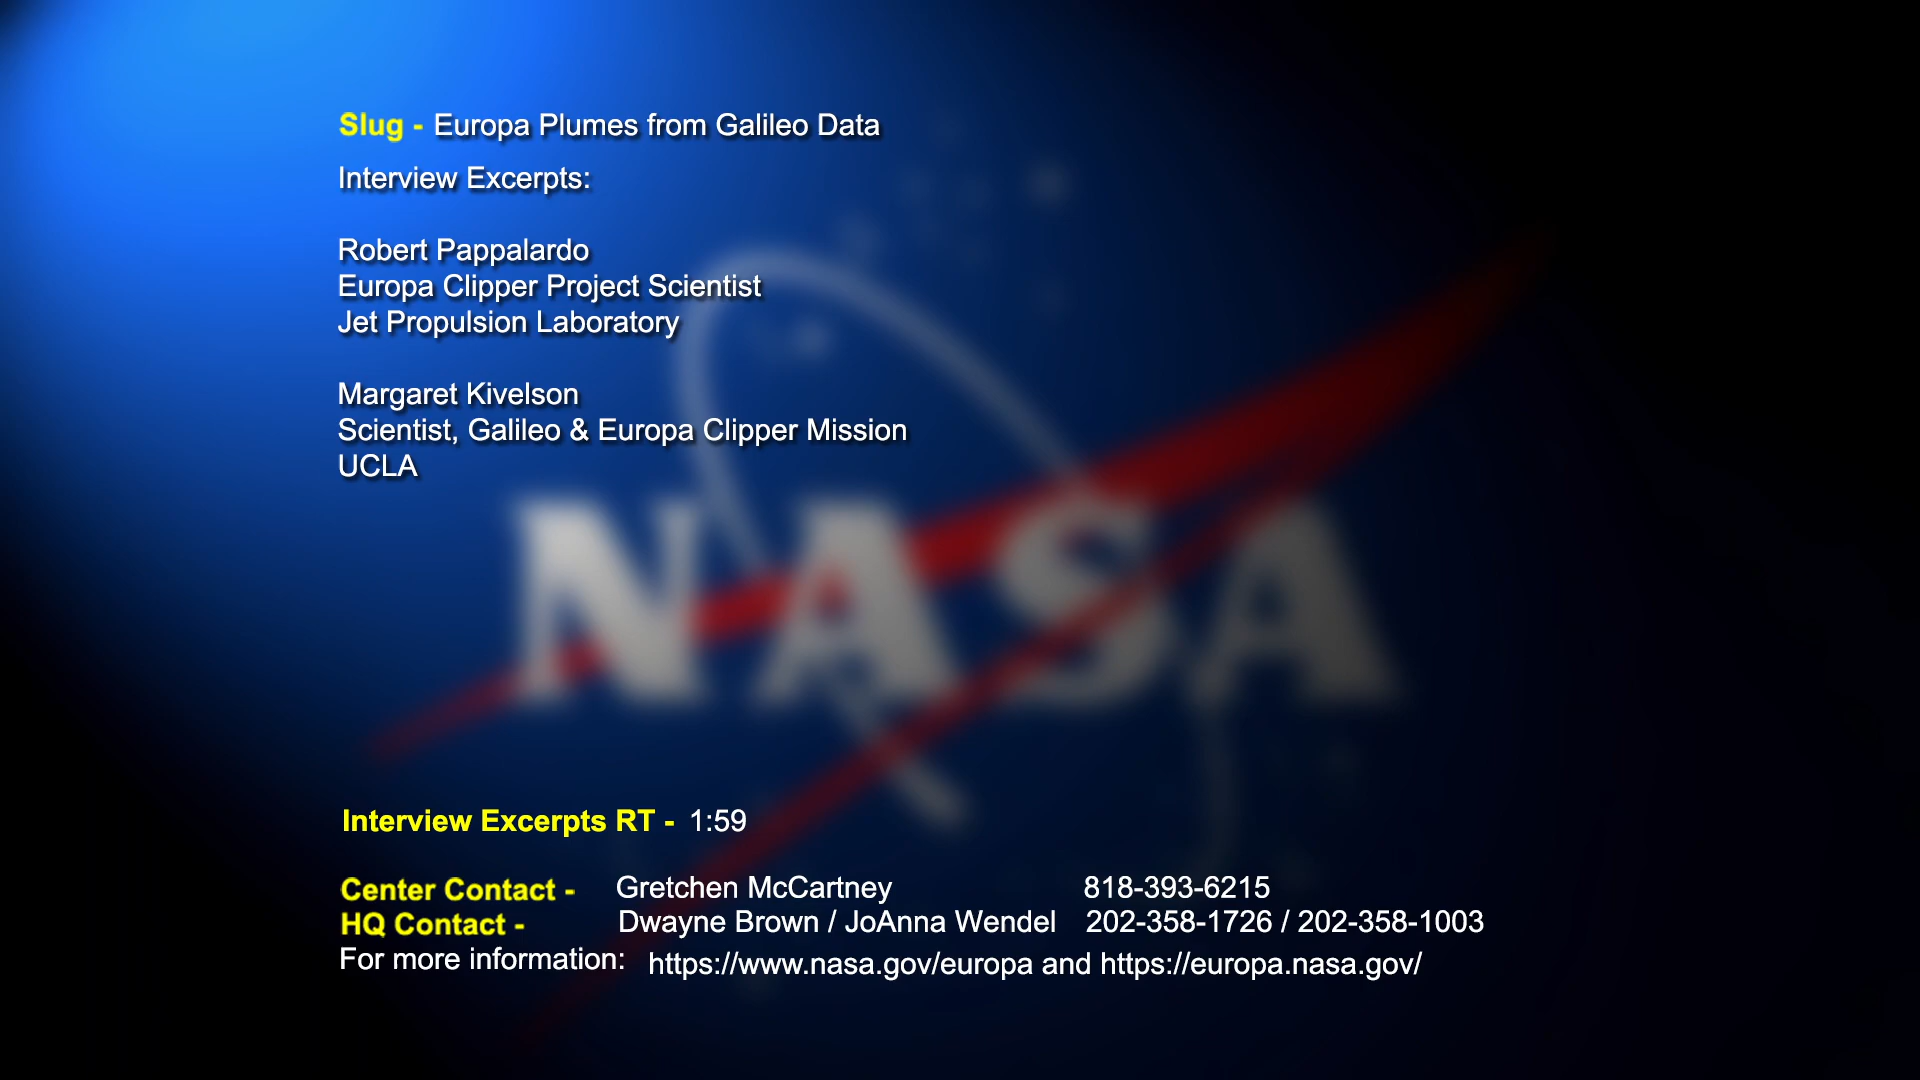 Slug - Europa Plumes from Galileo Data
Interview Excerpts:
Robert Pappalardo
Europa Clipper Project Scientist
Jet Propulsion Laboratory
Margaret Kivelson
Scientist, Galileo & Europa Clipper Mission
UCLA
NASA
Interview Excerpts RT - 1:59
Center Contact - Gretchen McCartney 818-393-6215
HQ Contact - Dwayne Brown / JoAnna Wendel 202-358-1726 / 202-358-1003
For more information: https://www.nasa.gov/europa and https://europa.nasa.gov/